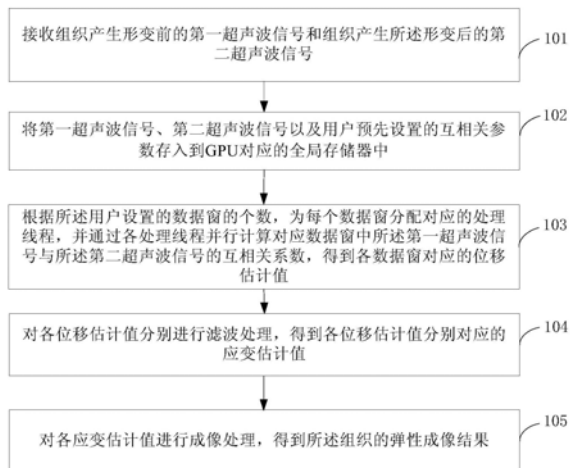 接收组织产生形变前的第一超声波信号和组织产生所述形变后的第
二超声波信号
101
将第一超声波信号、第二超声波信号以及用户预先设置的互相关参
数存入到GPU对应的全局存储器中
102
根据所述用户设置的数据窗的个数，为每个数据窗分配对应的处理
线程，并通过各处理线程并行计算对应数据窗中所述第一超声波信
号与所述第二超声波信号的互相关系数，得到各数据窗对应的位移
估计值
103
对各位移估计值分别进行滤波处理，得到各位移估计值分别对应的
应变估计值
104
对各应变估计值进行成像处理，得到所述组织的弹性成像结果
105